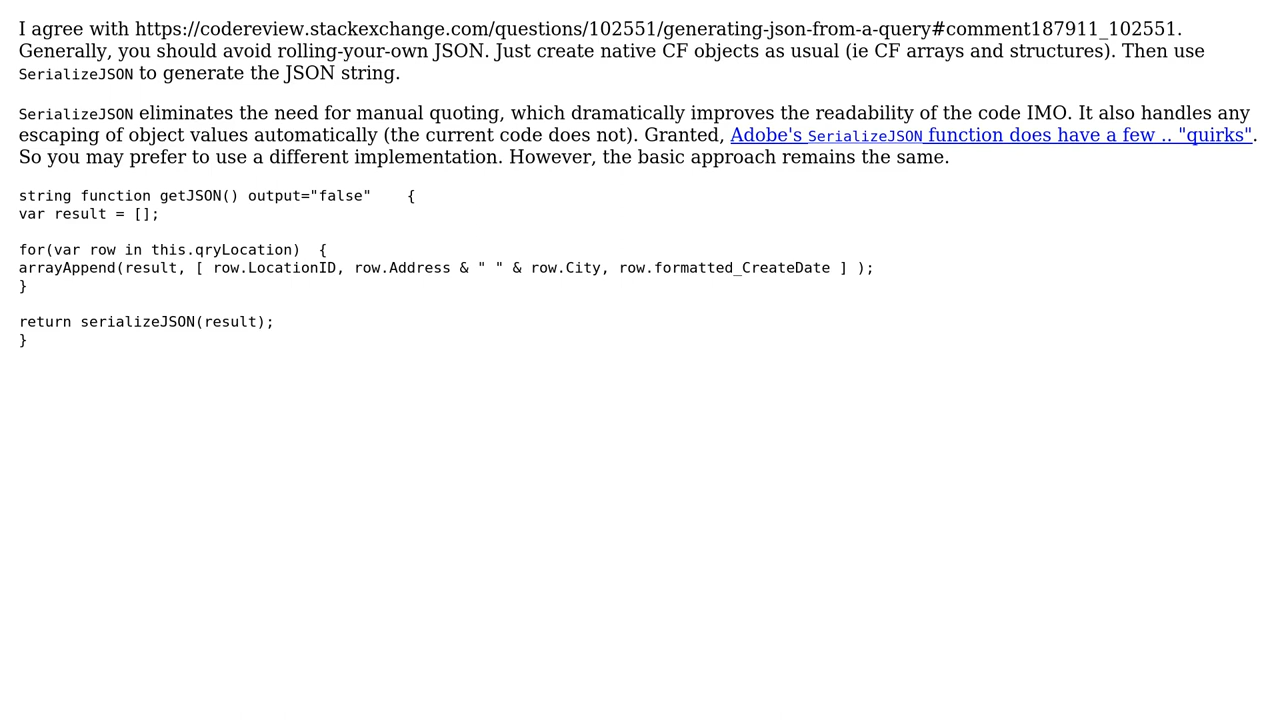 I agree with https://codereview.stackexchange.com/questions/102551/generating-json-from-a-query#comment187911_102551.
Generally, you should avoid rolling-your-own JSON. Just create native CF objects as usual (ie CF arrays and structures). Then use
SerializeJSON to generate the JSON string.
SerializeJSON eliminates the need for manual quoting, which dramatically improves the readability of the code IMO. It also handles any
escaping of object values automatically (the current code does not). Granted, Adobe's SerializeJSON function does have a few .. "quirks".
So you may prefer to use a different implementation. However, the basic approach remains the same.
string function getJSON() output="false"    {
var result = [];
for(var row in this.qryLocation)  {
arrayAppend(result, [ row.LocationID, row.Address & " " & row.City, row.formatted_CreateDate ] );
}
return serializeJSON(result);
}